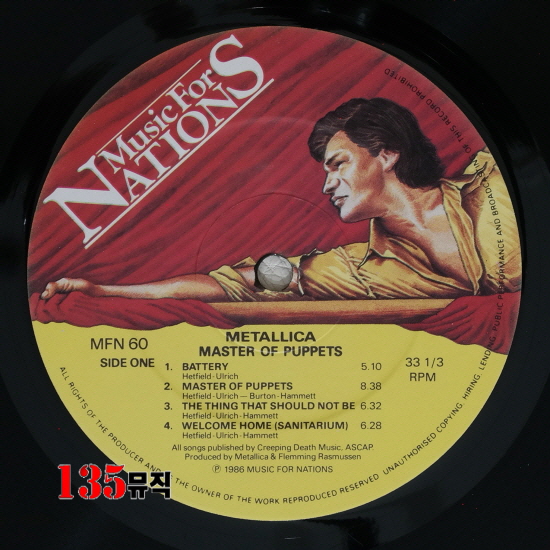 Music For
NATIONS
MFN 60
SIDE ONE
METALLICA
MASTER OF PUPPETS
33 1/3
RPM
1. BATTERY 5.10
Hetfield-Ulrich
2. MASTER OF PUPPETS 8.38
Hetfield-Ulrich — Burton-Hammett
3. THE THING THAT SHOULD NOT BE 6.32
Hetfield-Ulrich-Hammett
4. WELCOME HOME (SANITARIUM) 6.28
Hetfield-Ulrich-Hammett
All songs published by Creeping Death Music. ASCAP.
Produced by Metallica & Flemming Rasmussen
℗ 1986 MUSIC FOR NATIONS
ALL RIGHTS OF THE PRODUCER AND OF THE OWNER OF THE WORK REPRODUCED RESERVED. UNAUTHORISED COPYING, HIRING, LENDING, PUBLIC PERFORMANCE AND BROADCASTING OF THIS RECORD PROHIBITED
135뮤직